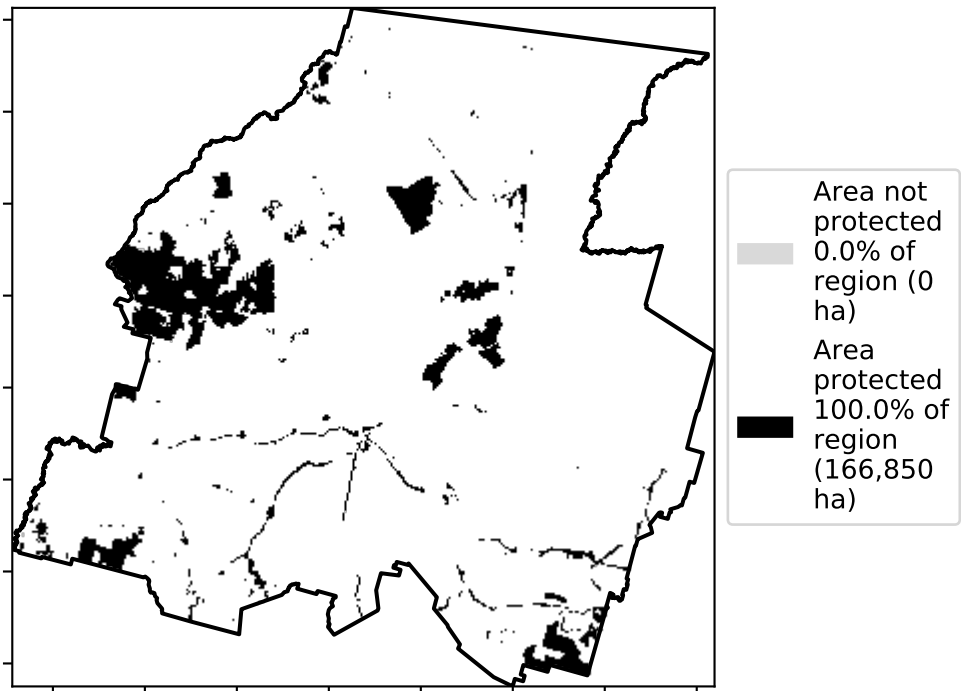 Area not
protected
0.0% of
region (0
ha)
Area
protected
100.0% of
region
(166,850
ha)